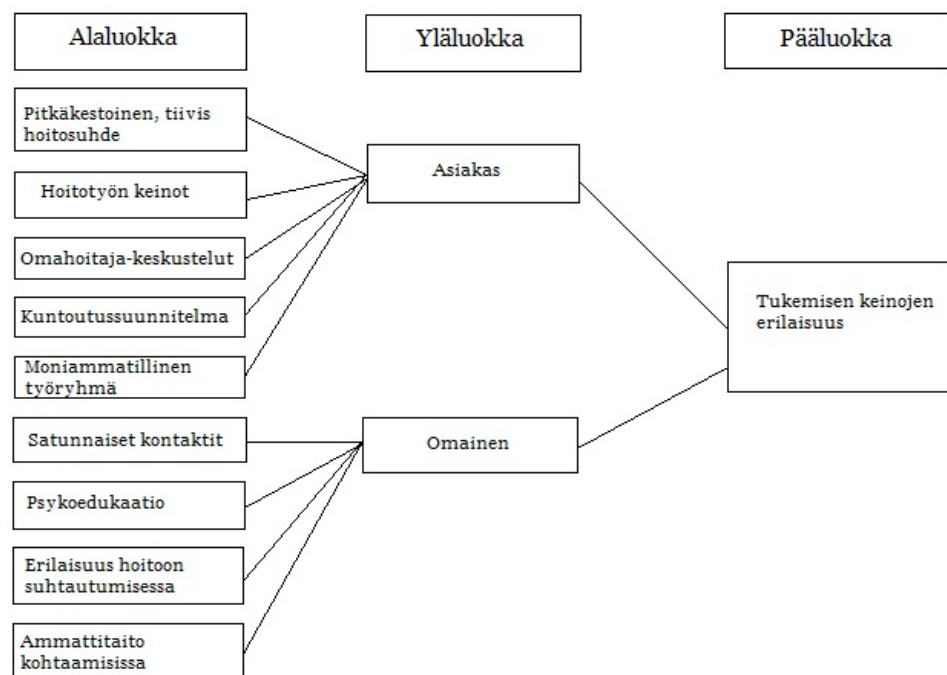 Alaluokka
Yläluokka
Pääluokka
Pitkäkestoinen, tiivis
hoitosuhde
Hoitotyön keinot
Omahoitaja-keskustelut
Kuntoutussuunnitelma
Moniammatillinen
työryhmä
Satunnaiset kontaktit
Psykoedukaatio
Erilaisuus hoitoon
suhtautumisessa
Ammattitaito
kohtaamisissa
Asiakas
Omainen
Tukemisen keinojen
erilaisuus